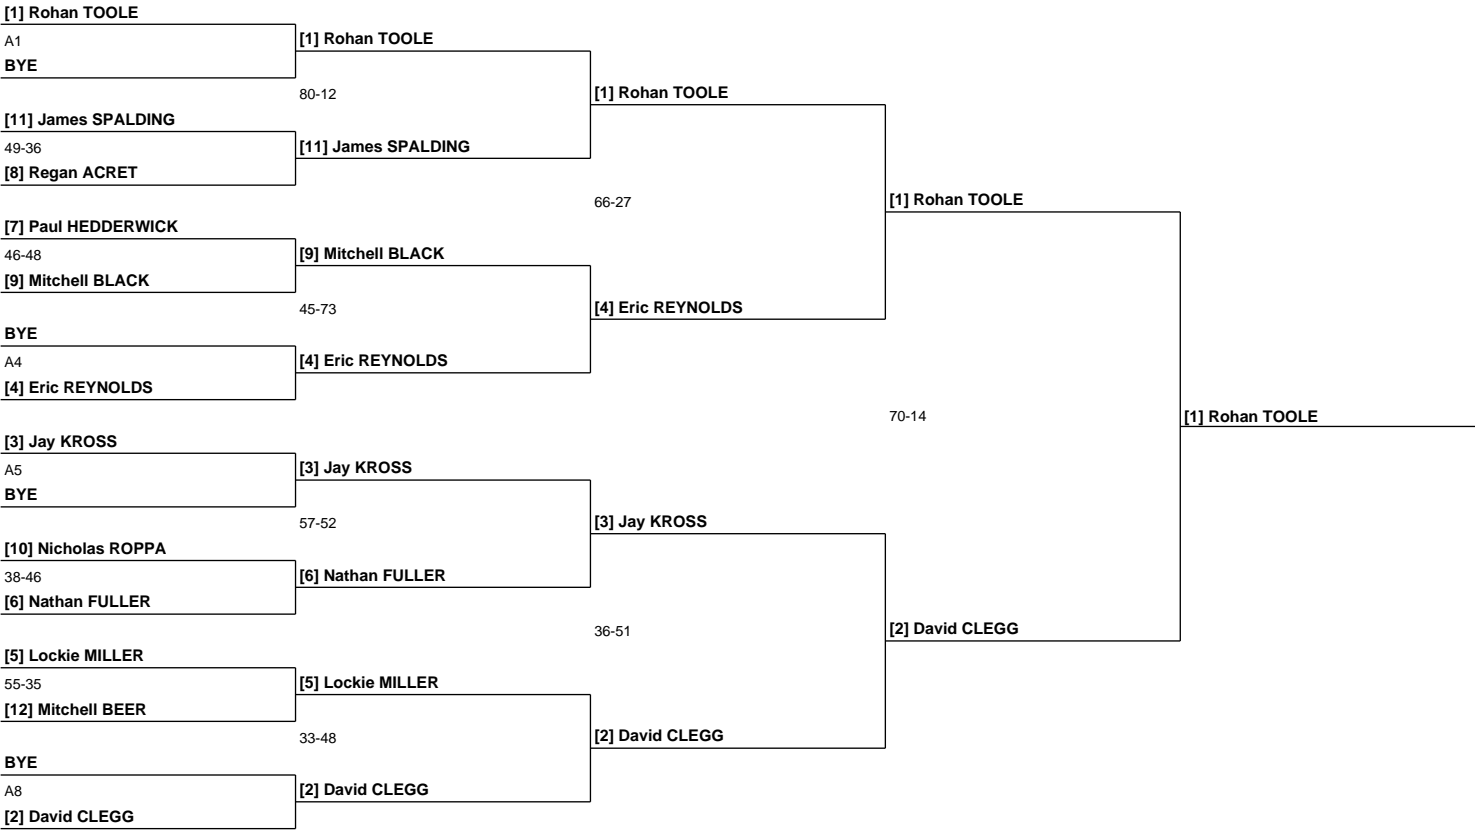 [1] Rohan TOOLE
A1
BYE
[11] James SPALDING
49-36
[8] Regan ACRET
[7] Paul HEDDERWICK
46-48
[9] Mitchell BLACK
BYE
A4
[4] Eric REYNOLDS
[3] Jay KROSS
A5
BYE
[10] Nicholas ROPPA
38-46
[6] Nathan FULLER
[5] Lockie MILLER
55-35
[12] Mitchell BEER
BYE
A8
[2] David CLEGG
[1] Rohan TOOLE
80-12
[11] James SPALDING
[9] Mitchell BLACK
45-73
[4] Eric REYNOLDS
[3] Jay KROSS
57-52
[6] Nathan FULLER
[5] Lockie MILLER
33-48
[2] David CLEGG
[1] Rohan TOOLE
66-27
[4] Eric REYNOLDS
[3] Jay KROSS
36-51
[2] David CLEGG
[1] Rohan TOOLE
70-14
[2] David CLEGG
[1] Rohan TOOLE